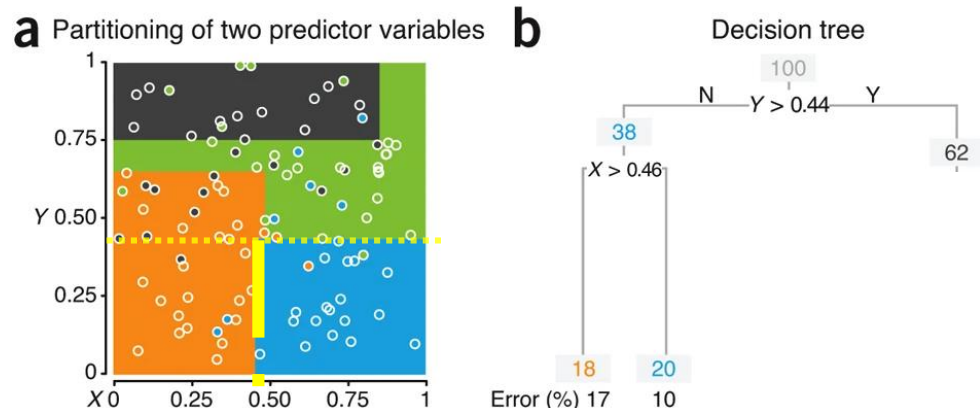 a Partitioning of two predictor variables
1
0.75
Y 0.50
0.25
0
X 0 0.25 0.50 0.75 1
b Decision tree
100
N Y > 0.44 Y
38
62
X > 0.46
18 20
Error (%) 17 10